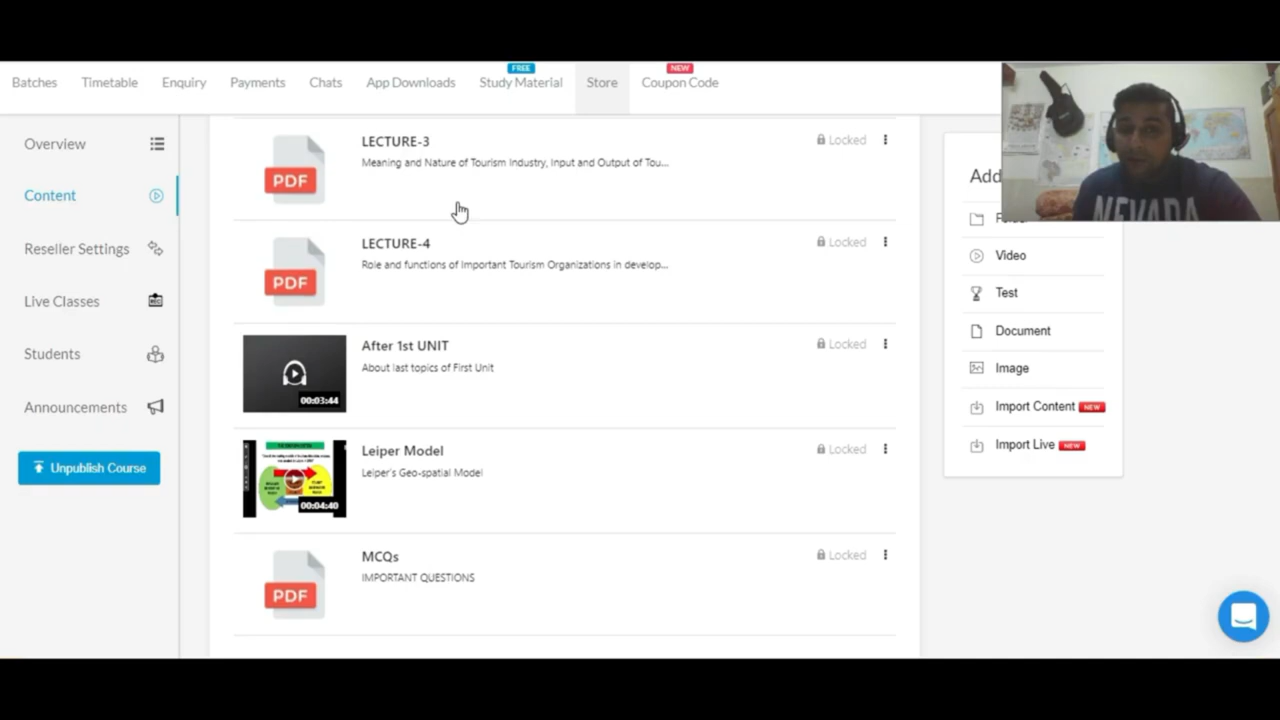 FREE
NEW
Batches
Timetable
Enquiry
Payments
Chats
App Downloads
Study Material
Store
Coupon Code
Overview
Content
Reseller Settings
Live Classes
Students
Announcements
Unpublish Course
PDF
LECTURE-3
Meaning and Nature of Tourism Industry, Input and Output of Tou...
Locked
PDF
LECTURE-4
Role and functions of Important Tourism Organizations in develop...
Locked
00:03:44
After 1st UNIT
About last topics of First Unit
Locked
00:04:40
Leiper Model
Leiper's Geo-spatial Model
Locked
PDF
MCQs
IMPORTANT QUESTIONS
Locked
Add
Video
Test
Document
Image
Import Content NEW
Import Live NEW
NEVADA